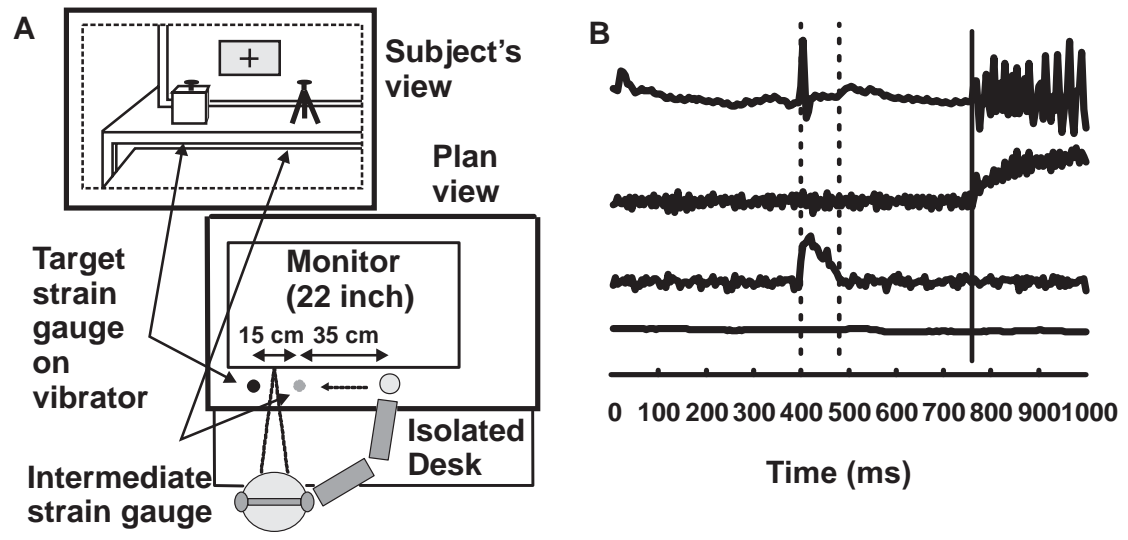 A
Subject's
view
Plan
view
Target
strain
gauge
on
vibrator
Monitor
(22 inch)
15 cm 35 cm
Isolated
Desk
Intermediate
strain gauge
B
0 100 200 300 400 500 600 700 800 9001000
Time (ms)